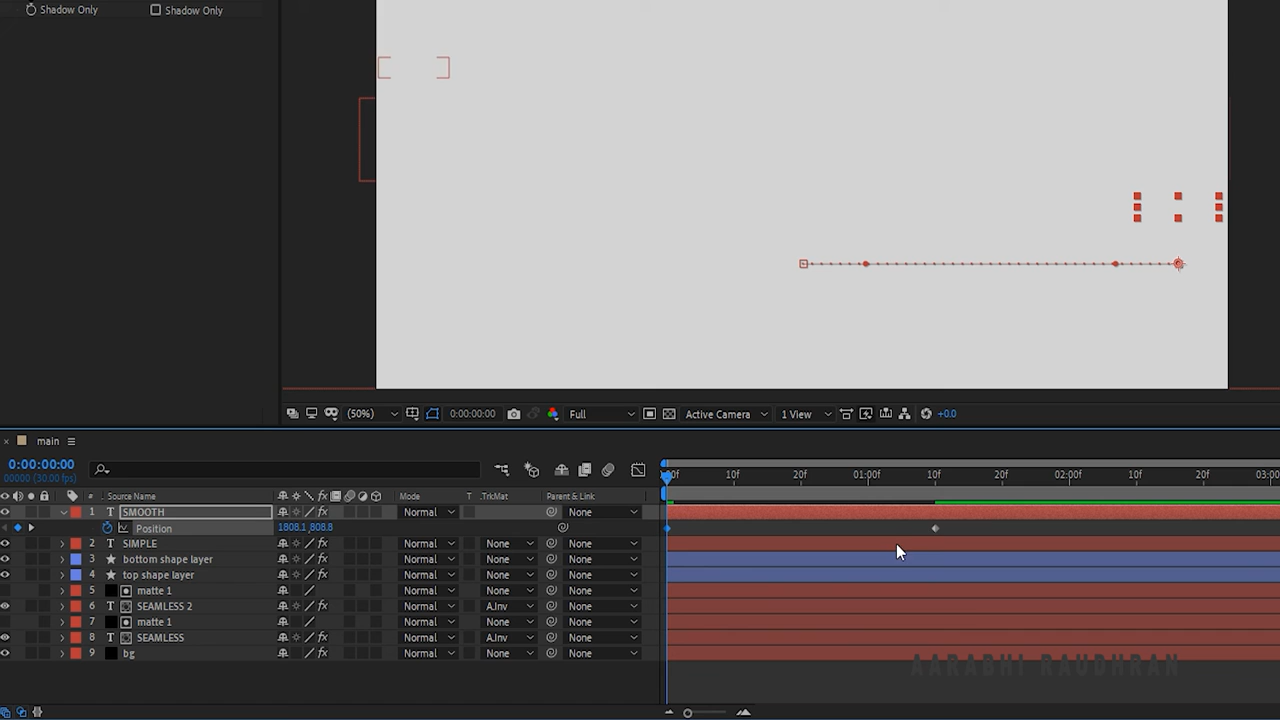 Shadow Only Shadow Only
(50%) 0:00:00:00 Full Active Camera 1 View +0.0
main
0:00:00:00
00000 (30.00 fps)
:00f 10f 20f 01:00f 10f 20f 02:00f 10f 20f 03:00
# Source Name Mode T .TrkMat Parent & Link
1 T SMOOTH Normal None
Position 1808.1,808.8
2 T SIMPLE Normal None None
3 bottom shape layer Normal None None
4 top shape layer Normal None None
5 matte 1 Normal None None
6 T SEAMLESS 2 Normal A.Inv None
7 matte 1 Normal None None
8 T SEAMLESS Normal A.Inv None
9 bg Normal None None
AARABHI RAUDHRAN